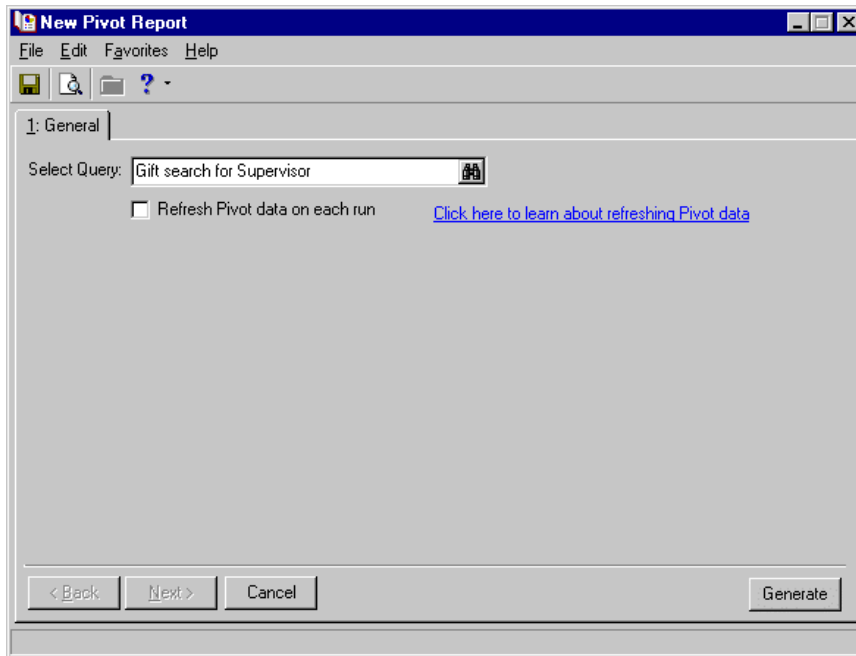 New Pivot Report
File Edit Favorites Help
?
1: General
Select Query: Gift search for Supervisor
Refresh Pivot data on each run Click here to learn about refreshing Pivot data
< Back Next > Cancel Generate